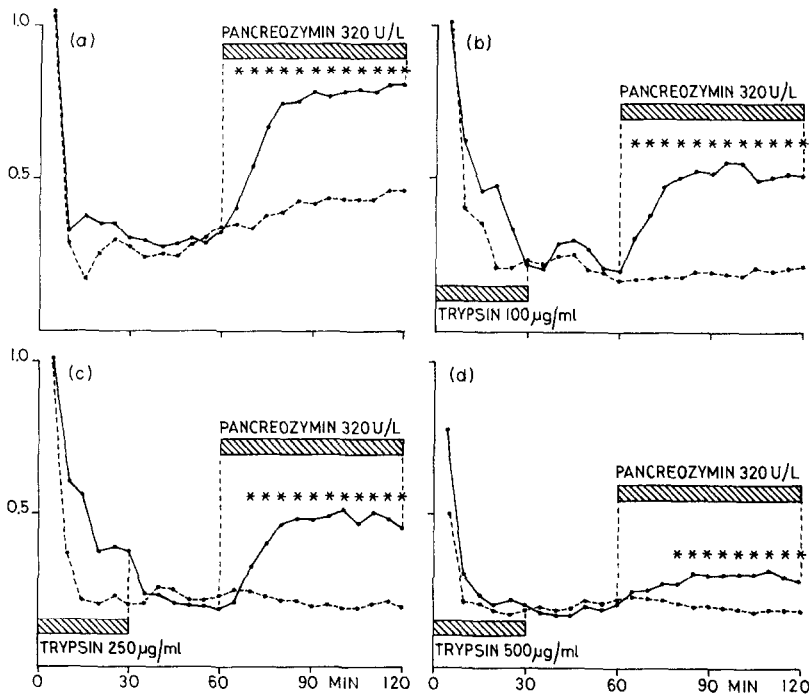 1.0
(a)
PANCREOZYMIN 320 U/L
* * * * * * * * * * * *
0.5
(b)
PANCREOZYMIN 320 U/L
* * * * * * * * * * * *
TRYPSIN 100 µg/ml
1.0
(c)
PANCREOZYMIN 320 U/L
* * * * * * * * * * *
0.5
TRYPSIN 250 µg/ml
0 30 60 90 MIN 120
(d)
PANCREOZYMIN 320 U/L
* * * * * * * * *
TRYPSIN 500 µg/ml
0 30 60 90 MIN 120